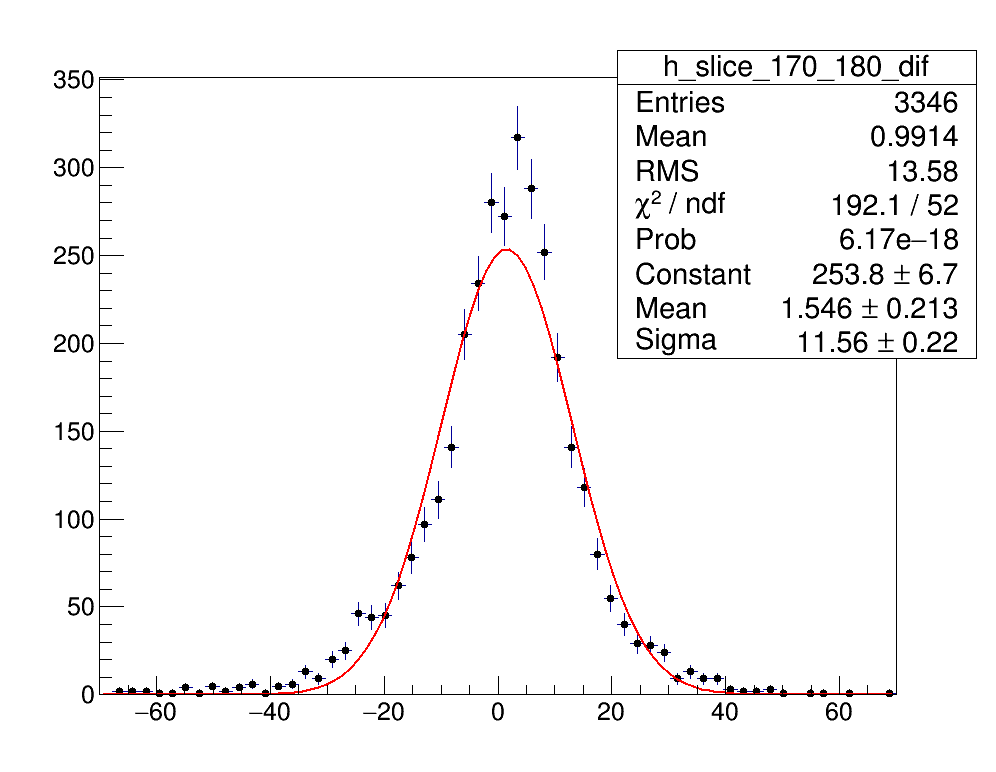 h_slice_170_180_dif
Entries 3346
Mean 0.9914
RMS 13.58
χ² / ndf 192.1 / 52
Prob 6.17e−18
Constant 253.8 ± 6.7
Mean 1.546 ± 0.213
Sigma 11.56 ± 0.22
350
300
250
200
150
100
50
0
−60 −40 −20 0 20 40 60